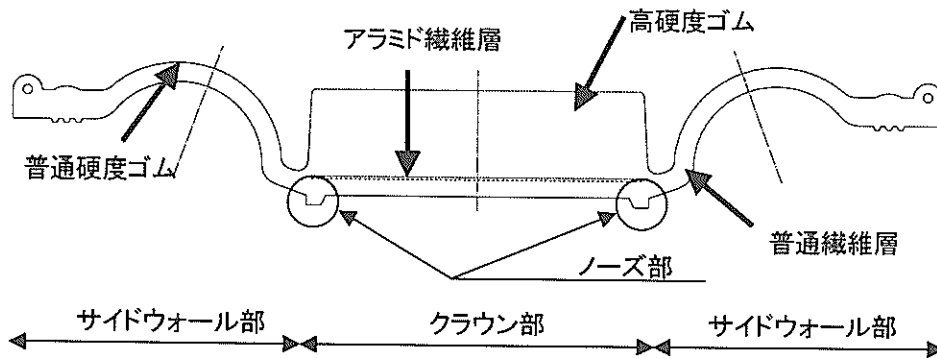 アラミド繊維層
高硬度ゴム
普通硬度ゴム
普通繊維層
ノーズ部
サイドウォール部
クラウン部
サイドウォール部